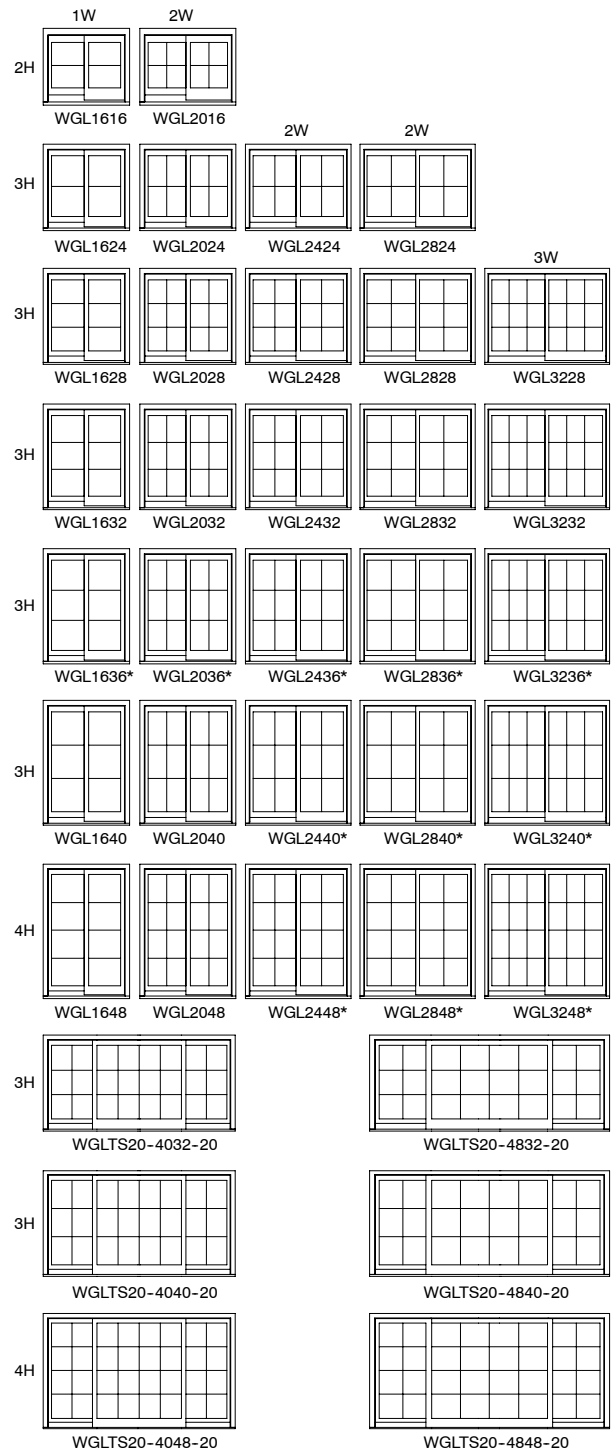 1W 2W
2H
WGL1616 WGL2016
2W 2W
3H
WGL1624 WGL2024 WGL2424 WGL2824
3W
3H
WGL1628 WGL2028 WGL2428 WGL2828 WGL3228
3H
WGL1632 WGL2032 WGL2432 WGL2832 WGL3232
3H
WGL1636* WGL2036* WGL2436* WGL2836* WGL3236*
3H
WGL1640 WGL2040 WGL2440* WGL2840* WGL3240*
4H
WGL1648 WGL2048 WGL2448* WGL2848* WGL3248*
3H
WGLTS20-4032-20 WGLTS20-4832-20
3H
WGLTS20-4040-20 WGLTS20-4840-20
4H
WGLTS20-4048-20 WGLTS20-4848-20